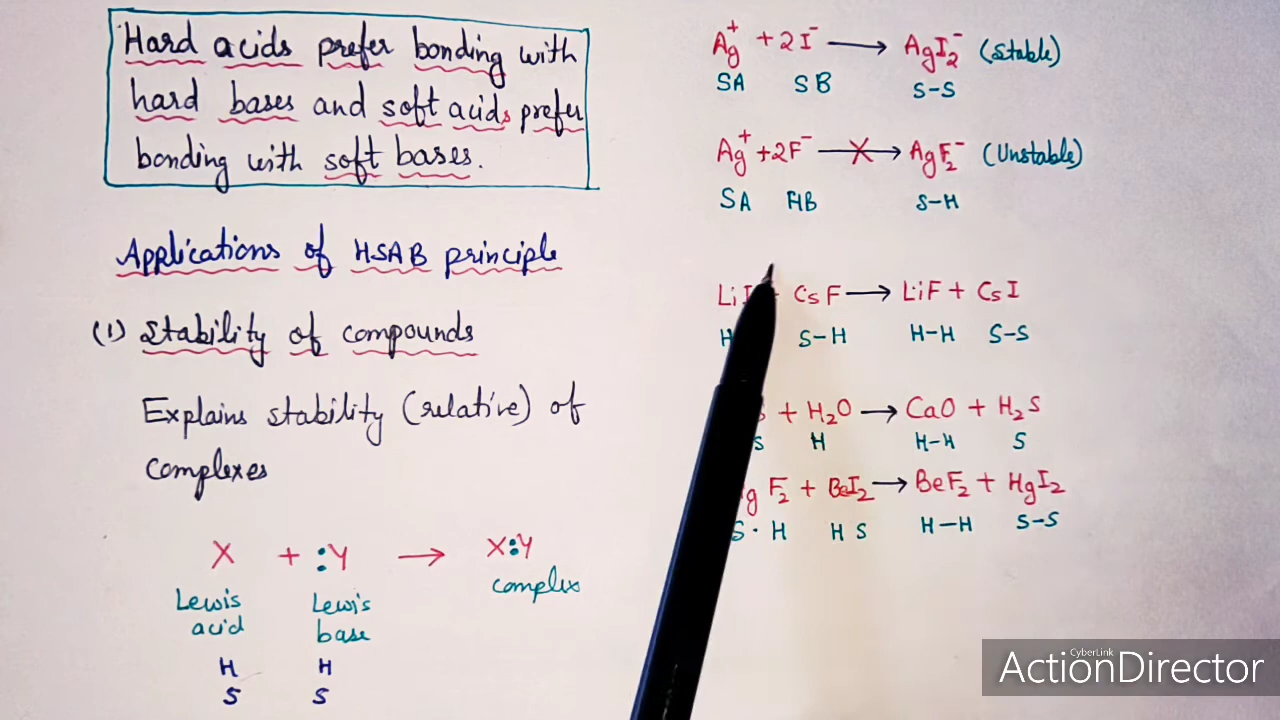 Hard acids prefer bonding with
hard bases and soft acids prefer
bonding with soft bases.
Applications of HSAB principle
(1) Stability of compounds
Explains stability (relative) of
complexes
X + :Y → X:Y
complex
Lewis acid
Lewis base
H H
S S
Ag⁺ + 2I⁻ → AgI₂⁻ (Stable)
SA SB S-S
Ag⁺ + 2F⁻ → AgF₂⁻ (Unstable)
SA HB S-H
LiI + CsF → LiF + CsI
H S-H H-H S-S
+ H₂O → CaO + H₂S
S H H-H S
F₂ + BeI₂ → BeF₂ + HgI₂
S· H H S H-H S-S
CyberLink
ActionDirector